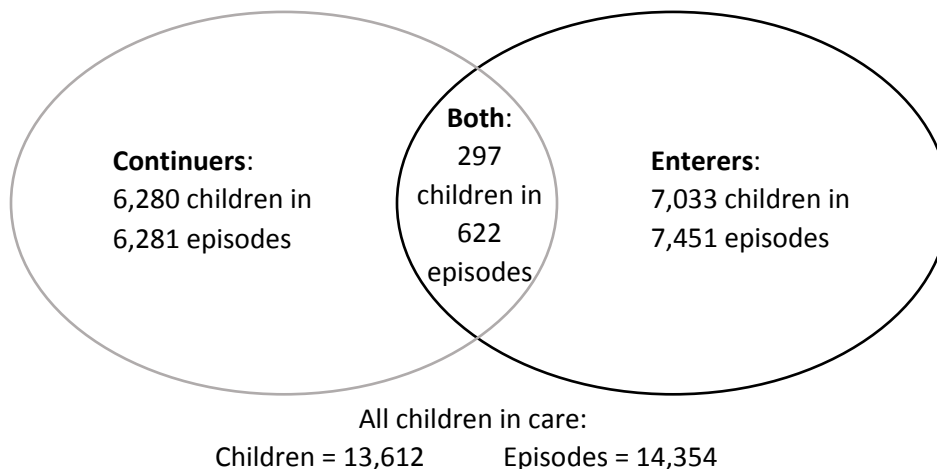 Continuers:
6,280 children in
6,281 episodes
Both:
297
children in
622
episodes
Enterers:
7,033 children in
7,451 episodes
All children in care:
Children = 13,612 Episodes = 14,354